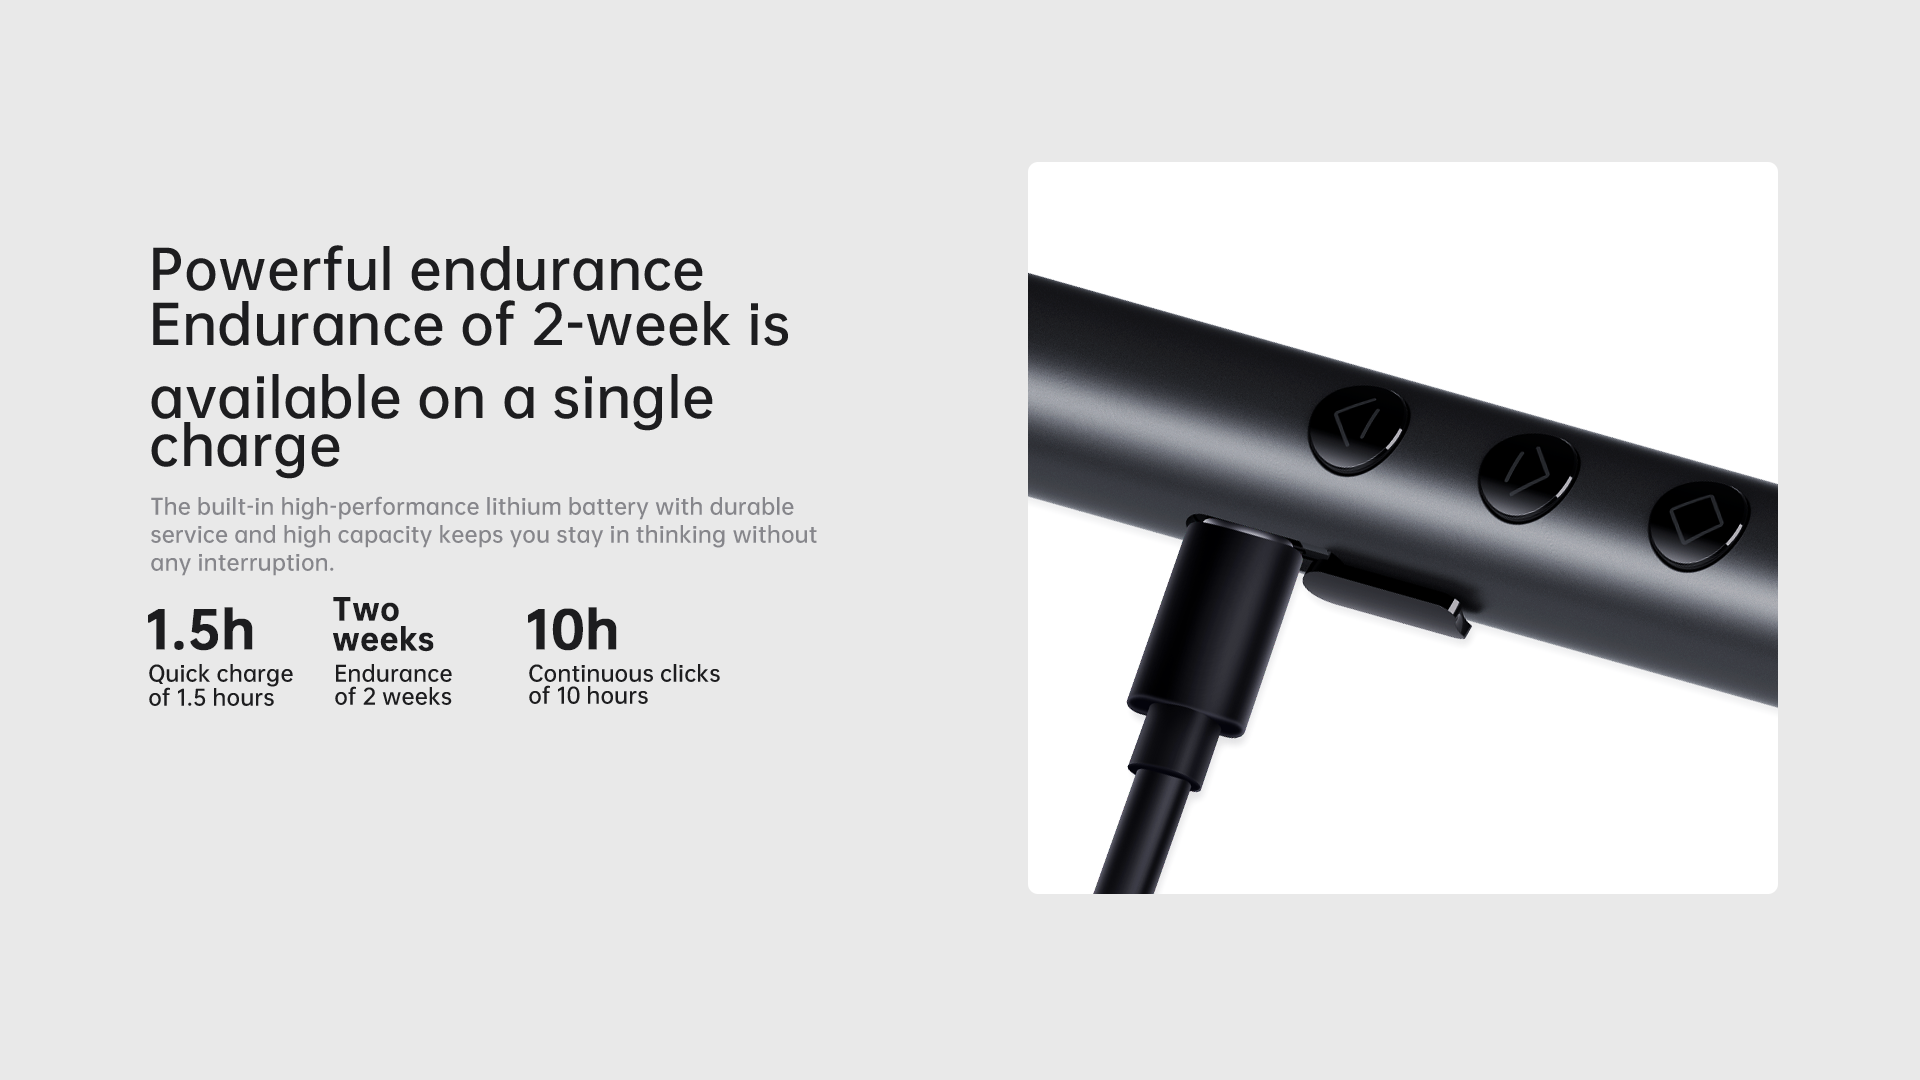 Powerful endurance
Endurance of 2-week is
available on a single
charge
The built-in high-performance lithium battery with durable
service and high capacity keeps you stay in thinking without
any interruption.
1.5h
Quick charge
of 1.5 hours
Two
weeks
Endurance
of 2 weeks
10h
Continuous clicks
of 10 hours